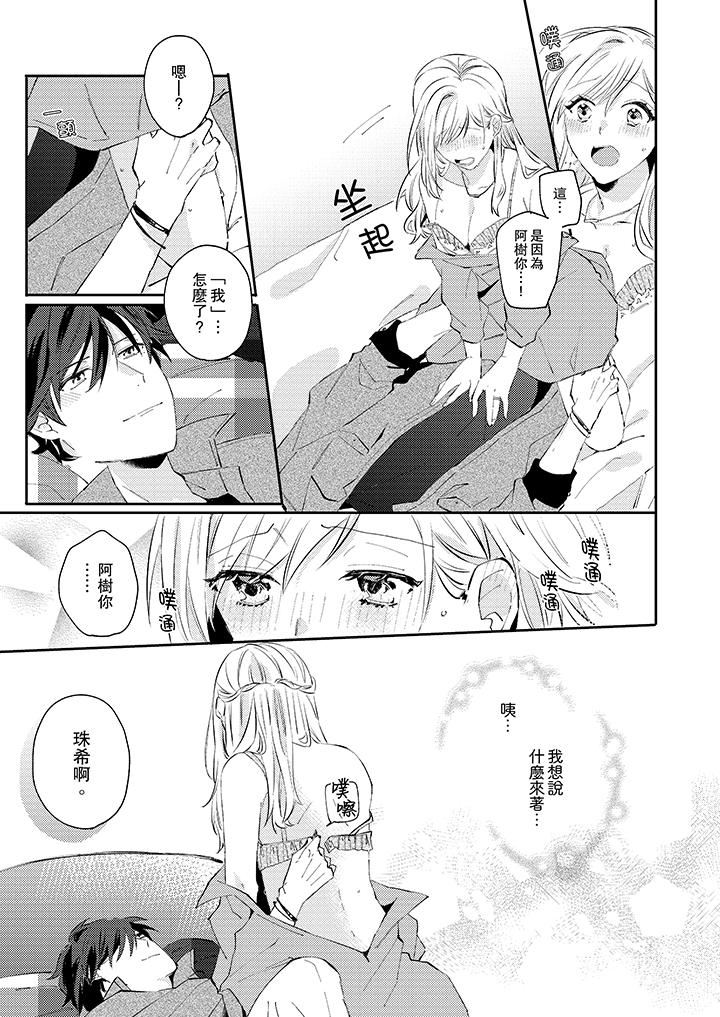 噗通
這…
是因為
阿樹你…！
坐起
嗯—？
一顫
「我」…
怎麼了？
噗通
噗通
噗通
阿樹你
……
咦…
我想說
什麼來著…
噗嚓
珠希啊。